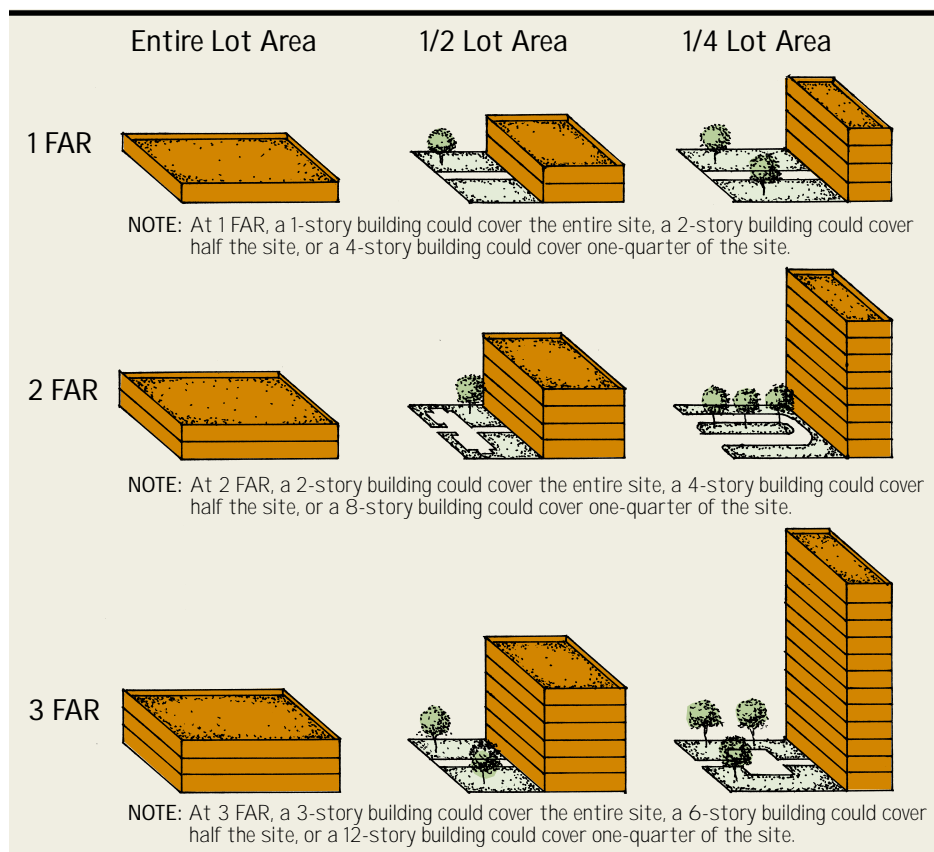 Entire Lot Area 1/2 Lot Area 1/4 Lot Area
1 FAR
NOTE: At 1 FAR, a 1-story building could cover the entire site, a 2-story building could cover
half the site, or a 4-story building could cover one-quarter of the site.
2 FAR
NOTE: At 2 FAR, a 2-story building could cover the entire site, a 4-story building could cover
half the site, or a 8-story building could cover one-quarter of the site.
3 FAR
NOTE: At 3 FAR, a 3-story building could cover the entire site, a 6-story building could cover
half the site, or a 12-story building could cover one-quarter of the site.